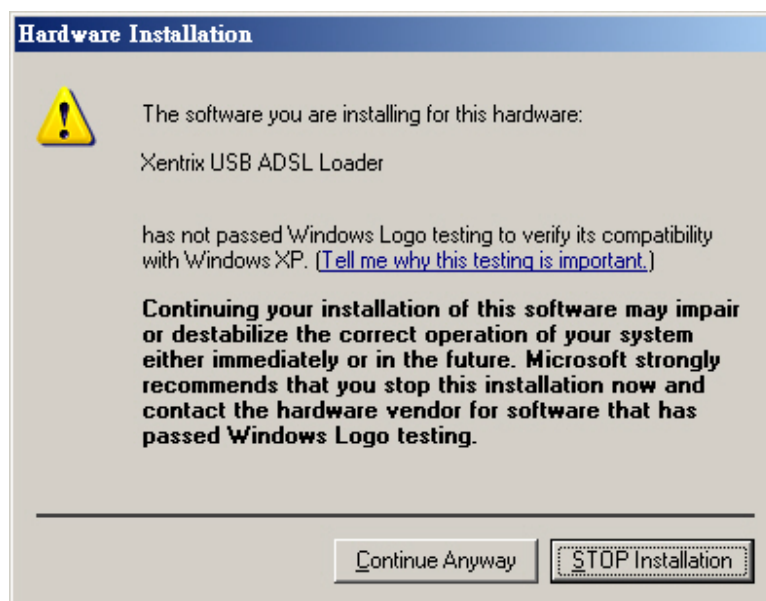 Hardware Installation
The software you are installing for this hardware:
Xentrix USB ADSL Loader
has not passed Windows Logo testing to verify its compatibility
with Windows XP. (Tell me why this testing is important.)
Continuing your installation of this software may impair
or destabilize the correct operation of your system
either immediately or in the future. Microsoft strongly
recommends that you stop this installation now and
contact the hardware vendor for software that has
passed Windows Logo testing.
Continue Anyway
STOP Installation